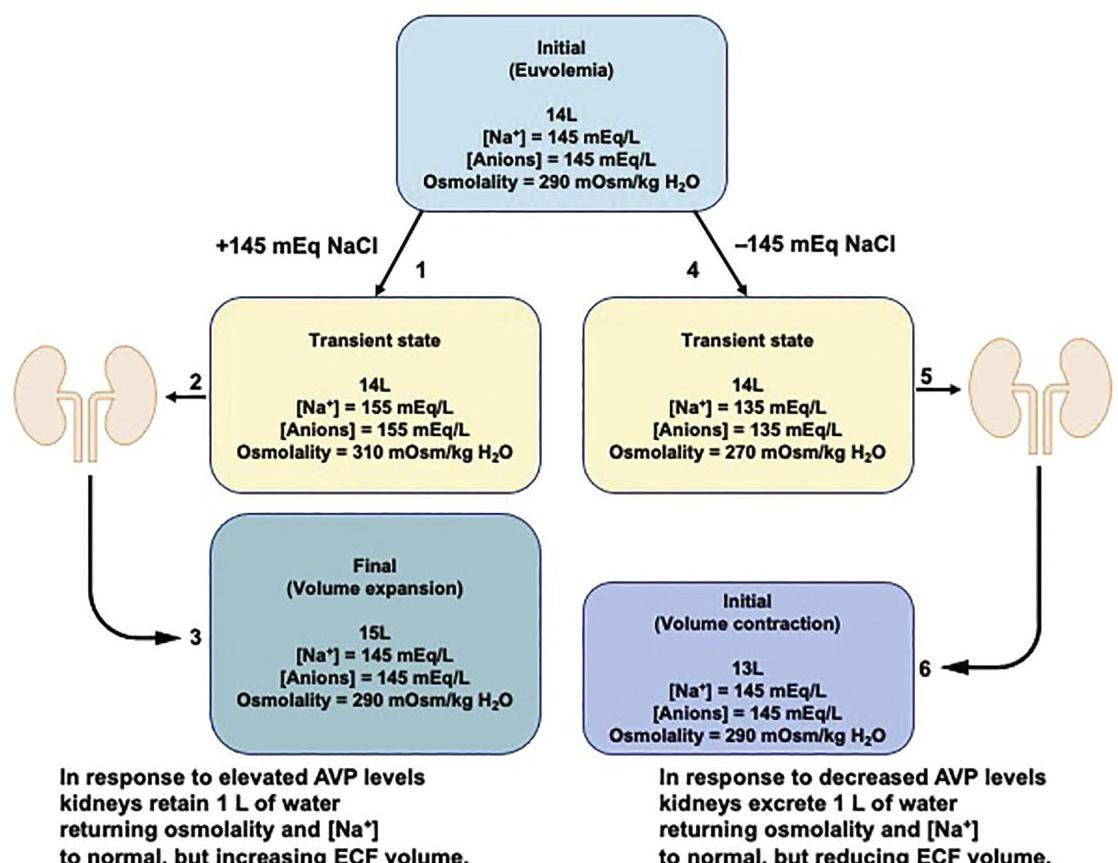 Initial
(Euvolemia)
14L
[Na⁺] = 145 mEq/L
[Anions] = 145 mEq/L
Osmolality = 290 mOsm/kg H₂O
+145 mEq NaCl
1
4
–145 mEq NaCl
Transient state
14L
[Na⁺] = 155 mEq/L
[Anions] = 155 mEq/L
Osmolality = 310 mOsm/kg H₂O
2
Transient state
14L
[Na⁺] = 135 mEq/L
[Anions] = 135 mEq/L
Osmolality = 270 mOsm/kg H₂O
5
Final
(Volume expansion)
15L
[Na⁺] = 145 mEq/L
[Anions] = 145 mEq/L
Osmolality = 290 mOsm/kg H₂O
3
Initial
(Volume contraction)
13L
[Na⁺] = 145 mEq/L
[Anions] = 145 mEq/L
Osmolality = 290 mOsm/kg H₂O
6
In response to elevated AVP levels
kidneys retain 1 L of water
returning osmolality and [Na⁺]
to normal, but increasing ECF volume.
In response to decreased AVP levels
kidneys excrete 1 L of water
returning osmolality and [Na⁺]
to normal, but reducing ECF volume.